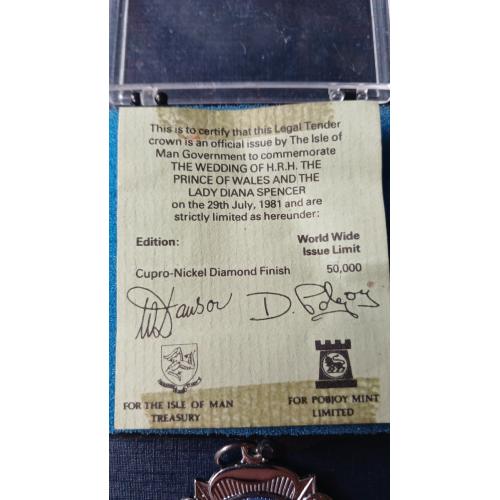 This is to certify that this Legal Tender
crown is an official issue by The Isle of
Man Government to commemorate
THE WEDDING OF H.R.H. THE
PRINCE OF WALES AND THE
LADY DIANA SPENCER
on the 29th July, 1981 and are
strictly limited as hereunder:
Edition: World Wide
Issue Limit
Cupro-Nickel Diamond Finish 50,000
D. Pobjoy
FOR THE ISLE OF MAN
TREASURY
FOR POBJOY MINT
LIMITED